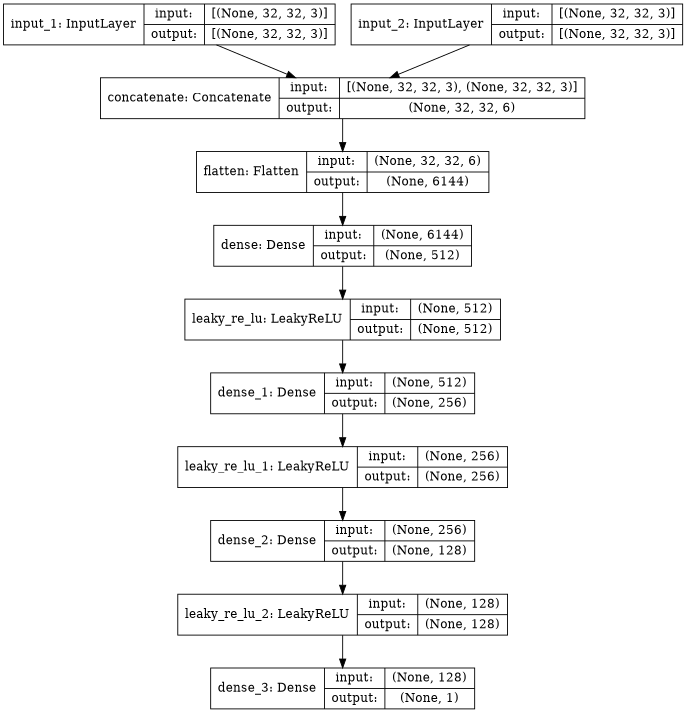 input_1: InputLayer
input: [(None, 32, 32, 3)]
output: [(None, 32, 32, 3)]
input_2: InputLayer
input: [(None, 32, 32, 3)]
output: [(None, 32, 32, 3)]
concatenate: Concatenate
input: [(None, 32, 32, 3), (None, 32, 32, 3)]
output: (None, 32, 32, 6)
flatten: Flatten
input: (None, 32, 32, 6)
output: (None, 6144)
dense: Dense
input: (None, 6144)
output: (None, 512)
leaky_re_lu: LeakyReLU
input: (None, 512)
output: (None, 512)
dense_1: Dense
input: (None, 512)
output: (None, 256)
leaky_re_lu_1: LeakyReLU
input: (None, 256)
output: (None, 256)
dense_2: Dense
input: (None, 256)
output: (None, 128)
leaky_re_lu_2: LeakyReLU
input: (None, 128)
output: (None, 128)
dense_3: Dense
input: (None, 128)
output: (None, 1)